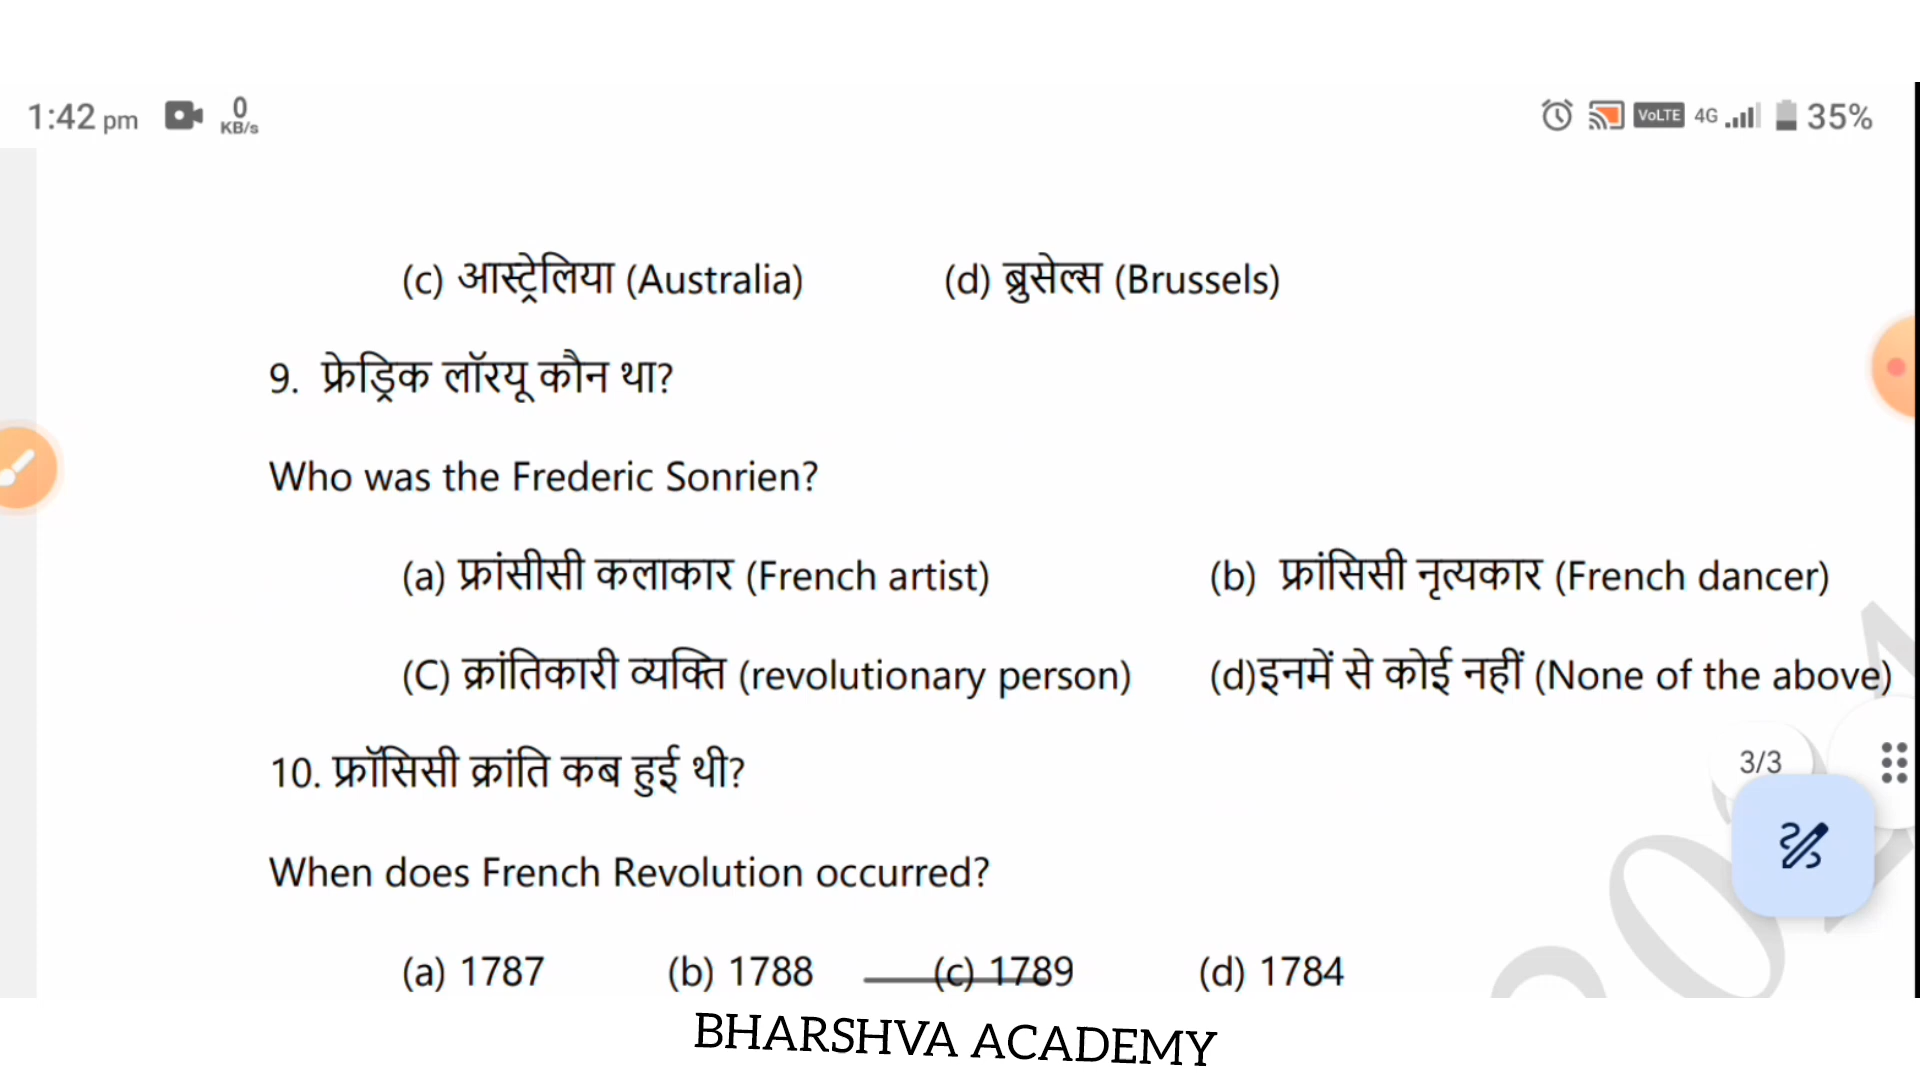 1:42 pm 0 KB/s VoLTE 4G 35%
(c) आस्ट्रेलिया (Australia) (d) ब्रुसेल्स (Brussels)
9. फ्रेड्रिक लॉरयू कौन था?
Who was the Frederic Sonrien?
(a) फ्रांसीसी कलाकार (French artist) (b) फ्रांसिसी नृत्यकार (French dancer)
(C) क्रांतिकारी व्यक्ति (revolutionary person) (d)इनमें से कोई नहीं (None of the above)
3/3
10. फ्रॉसिसी क्रांति कब हुई थी?
When does French Revolution occurred?
(a) 1787 (b) 1788 (c) 1789 (d) 1784
BHARSHVA ACADEMY